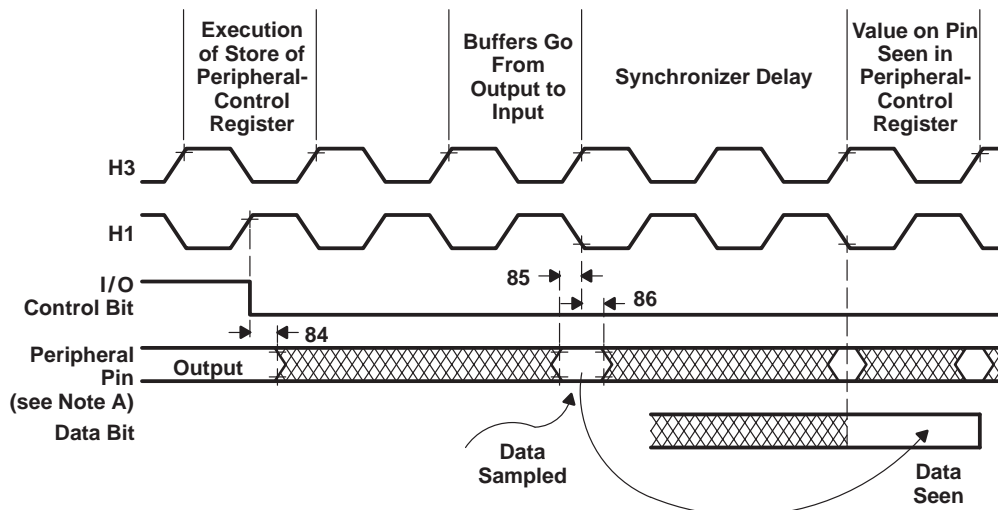 Execution
of Store of
Peripheral-
Control
Register
Buffers Go
From
Output to
Input
Synchronizer Delay
Value on Pin
Seen in
Peripheral-
Control
Register
H3
H1
I/O
Control Bit
85
86
84
Peripheral
Pin
(see Note A)
Output
Data Bit
Data
Sampled
Data
Seen